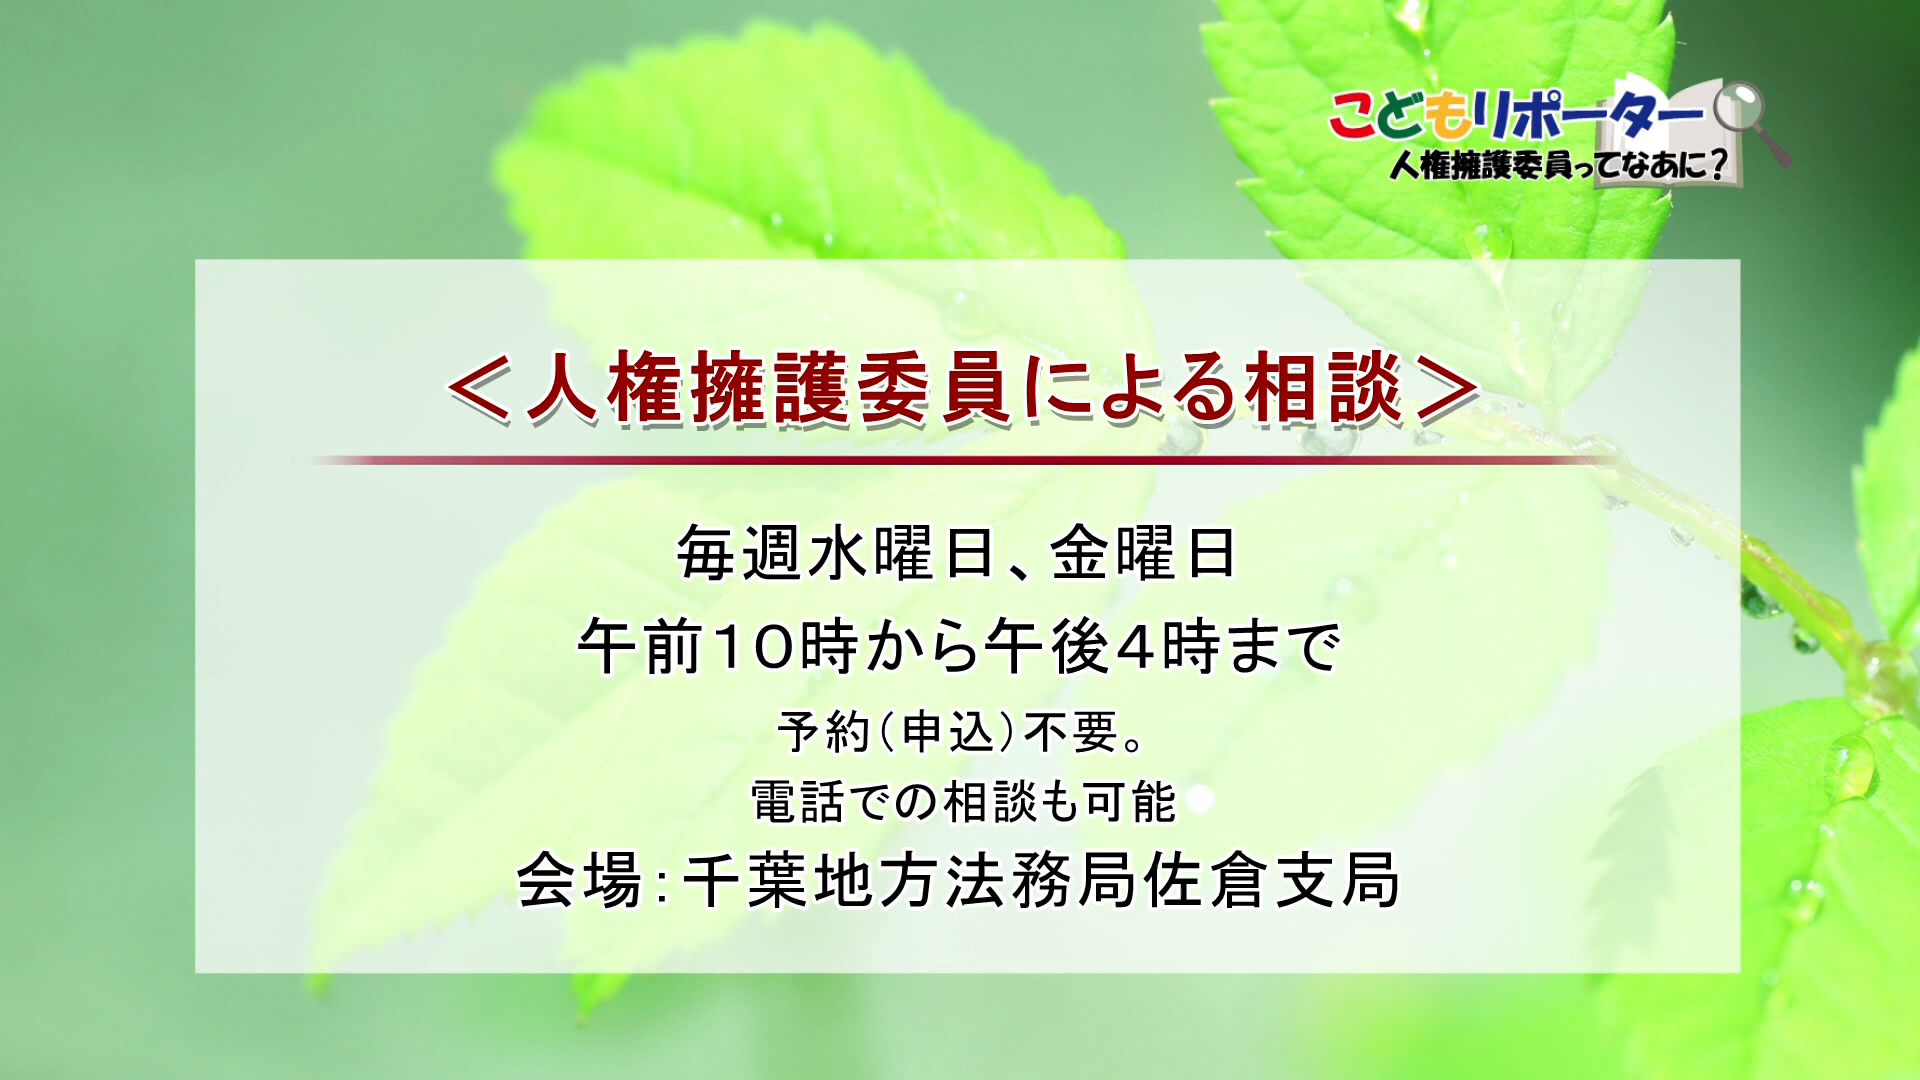 こどもリポーター
人権擁護委員ってなあに？
＜人権擁護委員による相談＞
毎週水曜日、金曜日
午前１０時から午後４時まで
予約（申込）不要。
電話での相談も可能
会場：千葉地方法務局佐倉支局